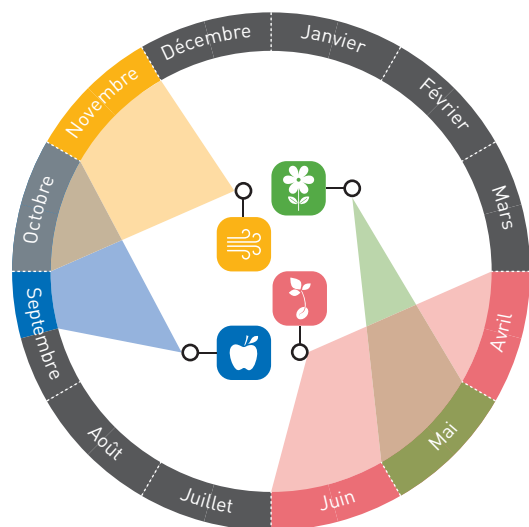 Janvier
Février
Mars
Avril
Mai
Juin
Juillet
Août
Septembre
Octobre
Novembre
Décembre